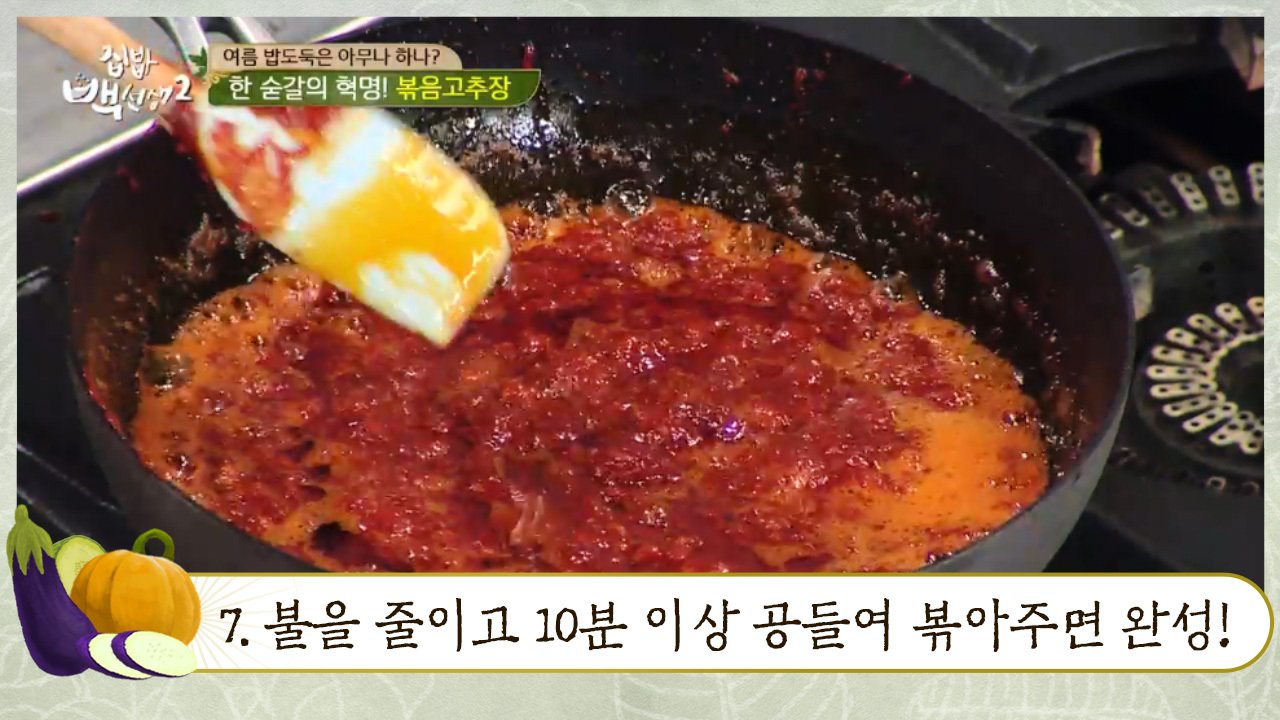 집밥
백선생2
여름 밥도둑은 아무나 하나?
한 숟갈의 혁명! 볶음고추장
7. 불을 줄이고 10분 이상 공들여 볶아주면 완성!